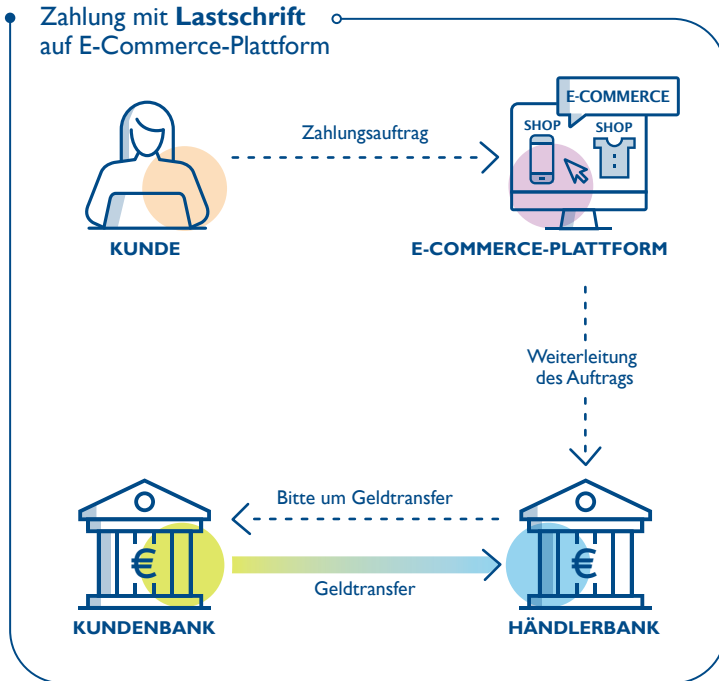 Zahlung mit Lastschrift
auf E-Commerce-Plattform
E-COMMERCE
SHOP
SHOP
Zahlungsauftrag
KUNDE
E-COMMERCE-PLATTFORM
Weiterleitung
des Auftrags
Bitte um Geldtransfer
€
€
Geldtransfer
KUNDENBANK
HÄNDLERBANK